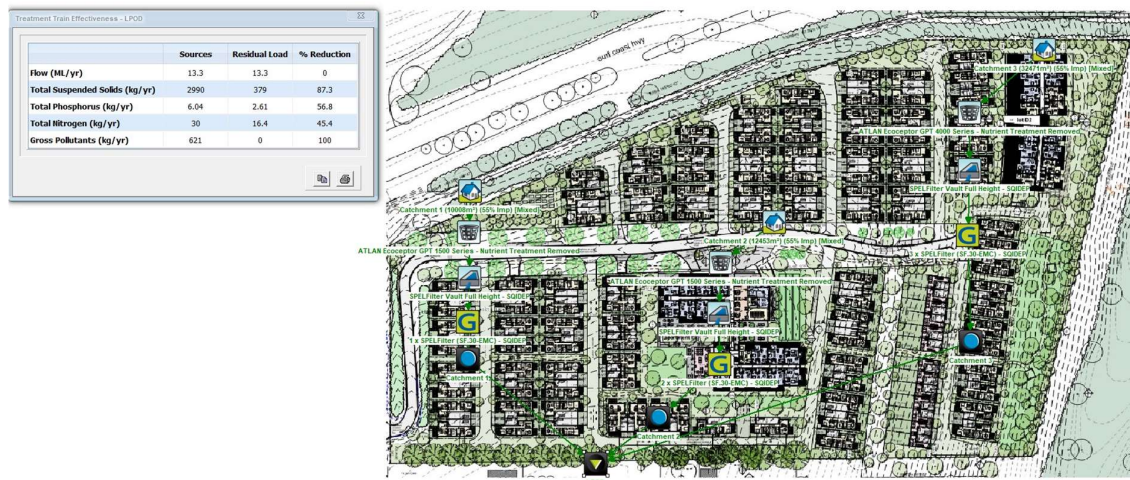 Treatment Train Effectiveness - LPOD
Sources Residual Load % Reduction
Flow (ML/yr) 13.3 13.3 0
Total Suspended Solids (kg/yr) 2990 379 87.3
Total Phosphorus (kg/yr) 6.04 2.61 56.8
Total Nitrogen (kg/yr) 30 16.4 45.4
Gross Pollutants (kg/yr) 621 0 100
surf coast hwy
Catchment 3 (32471m²) (55% Imp) [Mixed]
ATLAN Ecoceptor GPT 4000 Series - Nutrient Treatment Removed
SPELFilter Vault Full Height - SQIDEP
3 x SPELFilter (SF.30-EMC) - SQIDEP
Catchment 3
Catchment 1 (10008m²) (55% Imp) [Mixed]
ATLAN Ecoceptor GPT 1500 Series - Nutrient Treatment Removed
SPELFilter Vault Full Height - SQIDEP
1 x SPELFilter (SF.30-EMC) - SQIDEP
Catchment 1
Catchment 2 (12453m²) (55% Imp) [Mixed]
ATLAN Ecoceptor GPT 1500 Series - Nutrient Treatment Removed
SPELFilter Vault Full Height - SQIDEP
2 x SPELFilter (SF.30-EMC) - SQIDEP
Catchment 2